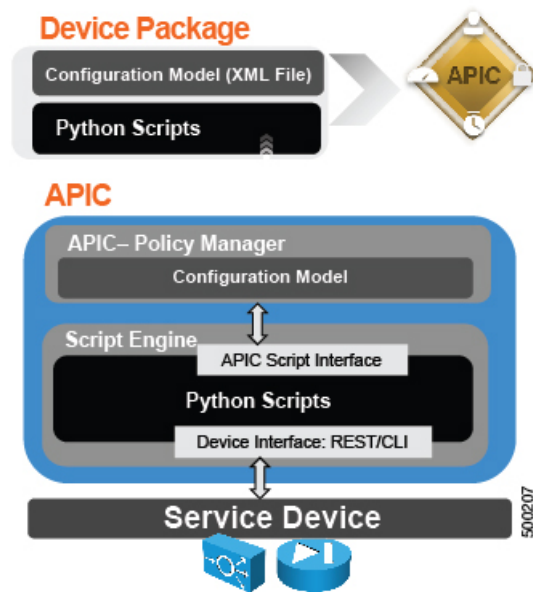 Device Package
Configuration Model (XML File)
Python Scripts
APIC
APIC
APIC– Policy Manager
Configuration Model
Script Engine
APIC Script Interface
Python Scripts
Device Interface: REST/CLI
Service Device
500207